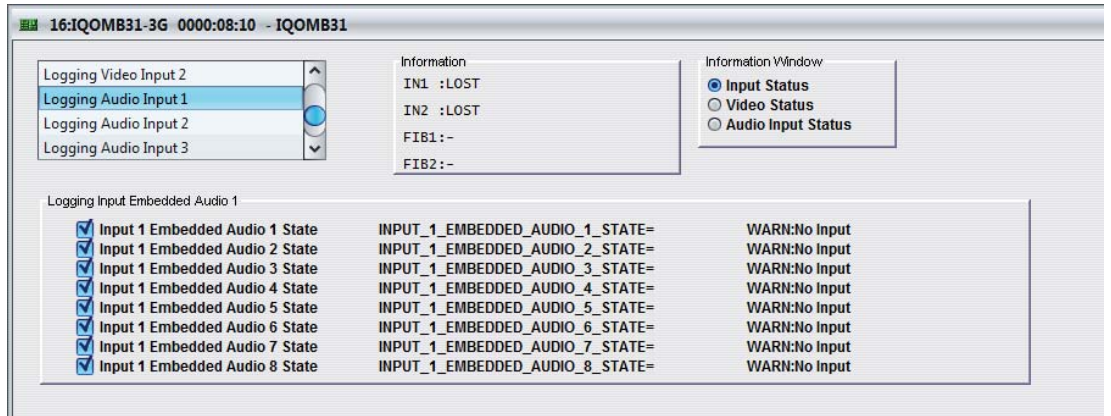 16:IQOMB31-3G 0000:08:10 - IQOMB31
Logging Video Input 2
Logging Audio Input 1
Logging Audio Input 2
Logging Audio Input 3
Information
IN1 :LOST
IN2 :LOST
FIB1:-
FIB2:-
Information Window
Input Status
Video Status
Audio Input Status
Logging Input Embedded Audio 1
Input 1 Embedded Audio 1 State INPUT_1_EMBEDDED_AUDIO_1_STATE= WARN:No Input
Input 1 Embedded Audio 2 State INPUT_1_EMBEDDED_AUDIO_2_STATE= WARN:No Input
Input 1 Embedded Audio 3 State INPUT_1_EMBEDDED_AUDIO_3_STATE= WARN:No Input
Input 1 Embedded Audio 4 State INPUT_1_EMBEDDED_AUDIO_4_STATE= WARN:No Input
Input 1 Embedded Audio 5 State INPUT_1_EMBEDDED_AUDIO_5_STATE= WARN:No Input
Input 1 Embedded Audio 6 State INPUT_1_EMBEDDED_AUDIO_6_STATE= WARN:No Input
Input 1 Embedded Audio 7 State INPUT_1_EMBEDDED_AUDIO_7_STATE= WARN:No Input
Input 1 Embedded Audio 8 State INPUT_1_EMBEDDED_AUDIO_8_STATE= WARN:No Input